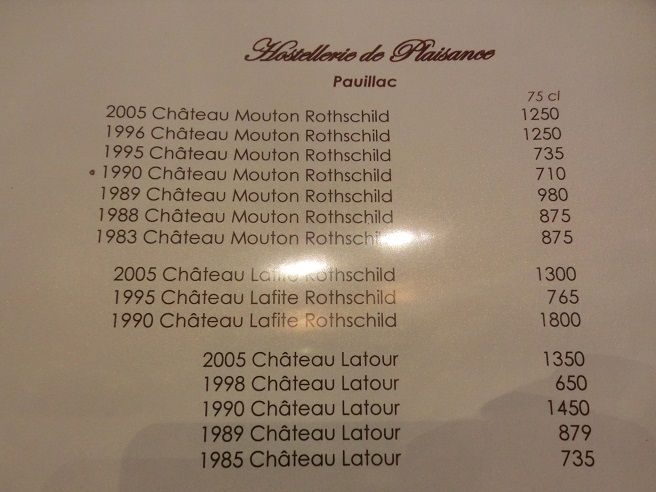 Hostellerie de Plaisance
Pauillac
75 cl
2005 Château Mouton Rothschild 1250
1996 Château Mouton Rothschild 1250
1995 Château Mouton Rothschild 735
1990 Château Mouton Rothschild 710
1989 Château Mouton Rothschild 980
1988 Château Mouton Rothschild 875
1983 Château Mouton Rothschild 875
2005 Château Lafite Rothschild 1300
1995 Château Lafite Rothschild 765
1990 Château Lafite Rothschild 1800
2005 Château Latour 1350
1998 Château Latour 650
1990 Château Latour 1450
1989 Château Latour 879
1985 Château Latour 735